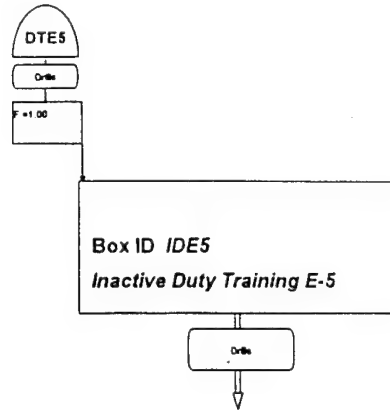 DTE5
Drills
F =1.00
Box ID IDE5
Inactive Duty Training E-5
Drills